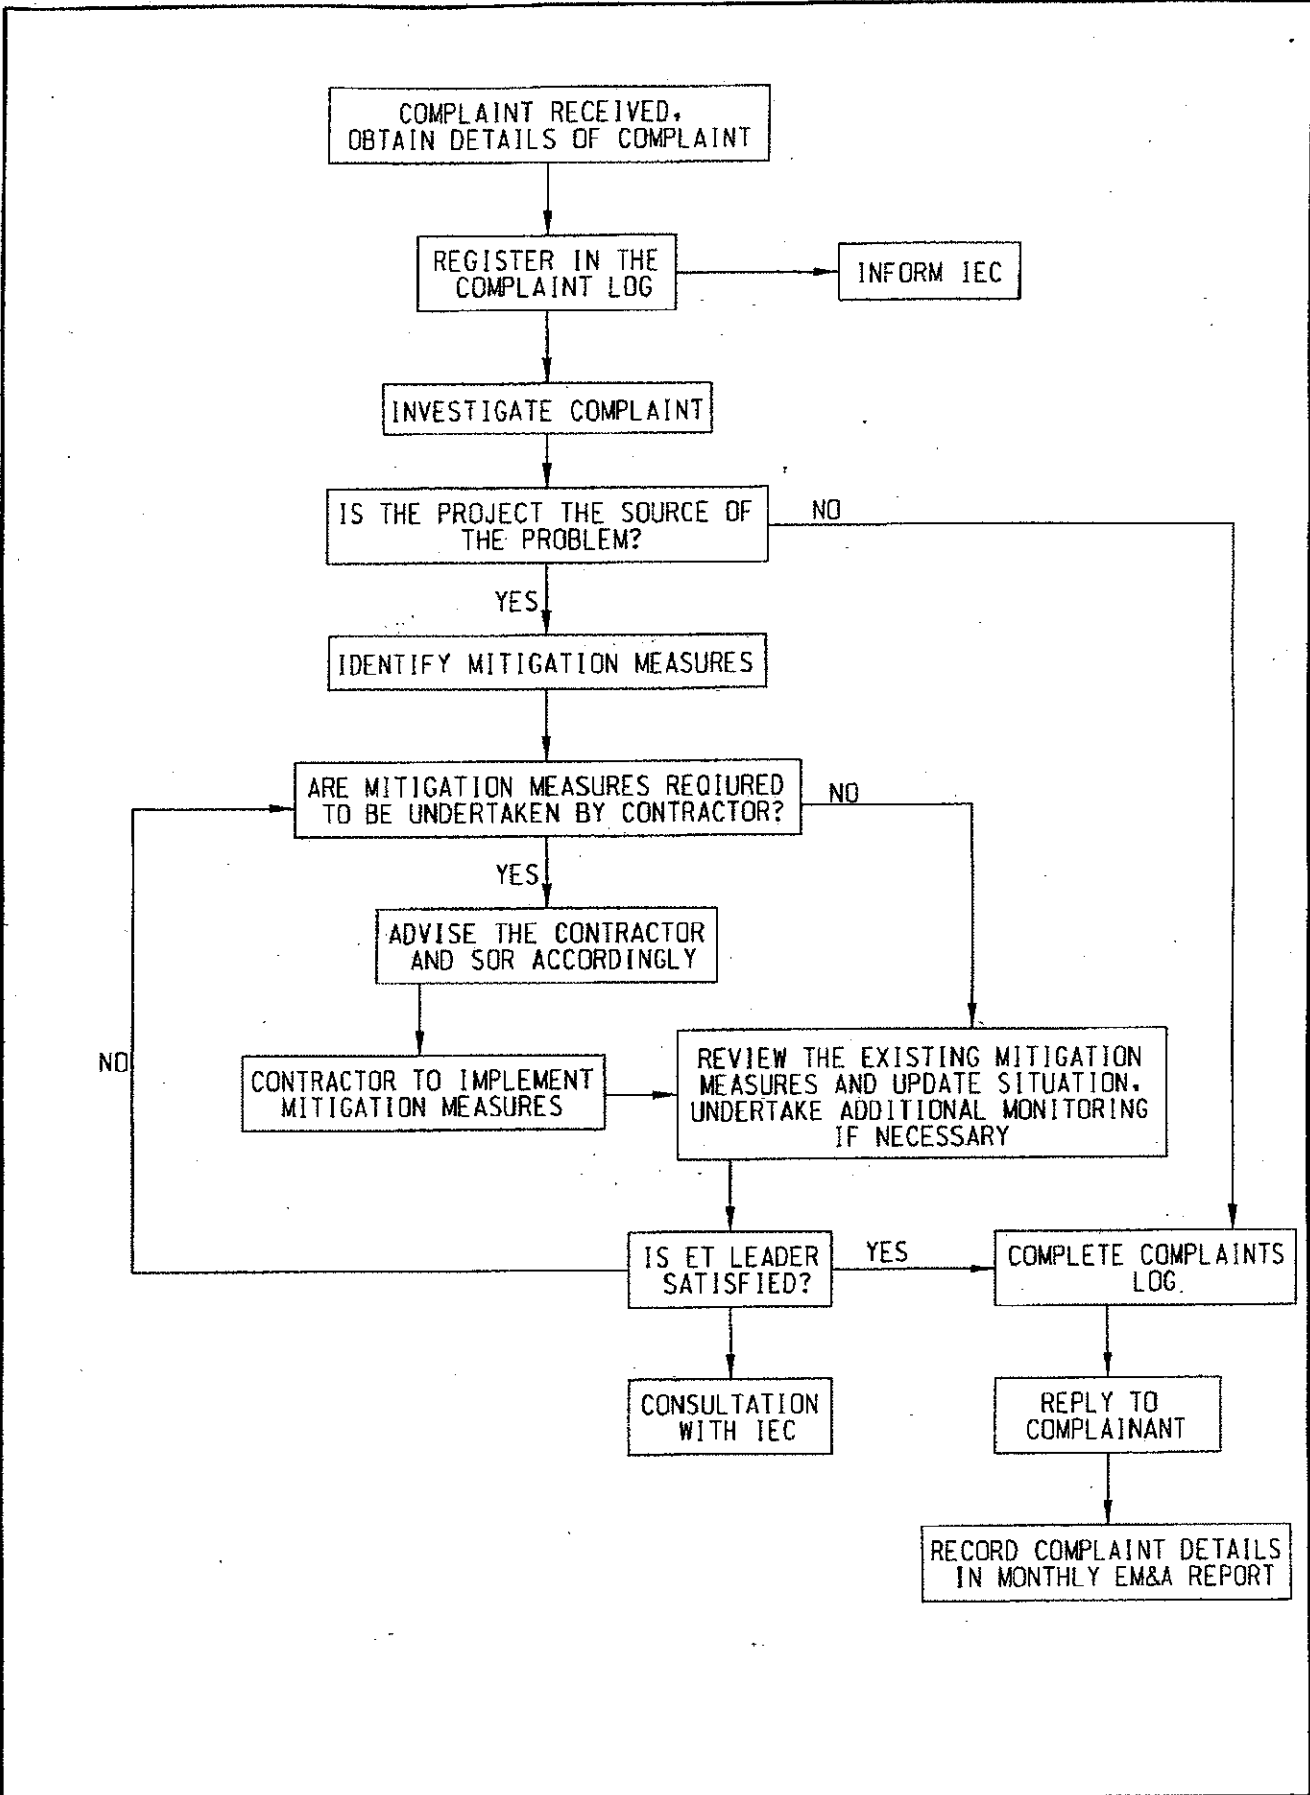 COMPLAINT RECEIVED,
OBTAIN DETAILS OF COMPLAINT
REGISTER IN THE
COMPLAINT LOG
INFORM IEC
INVESTIGATE COMPLAINT
IS THE PROJECT THE SOURCE OF
THE PROBLEM?
NO
YES
IDENTIFY MITIGATION MEASURES
ARE MITIGATION MEASURES REQIURED
TO BE UNDERTAKEN BY CONTRACTOR?
NO
YES
ADVISE THE CONTRACTOR
AND SOR ACCORDINGLY
NO
CONTRACTOR TO IMPLEMENT
MITIGATION MEASURES
REVIEW THE EXISTING MITIGATION
MEASURES AND UPDATE SITUATION.
UNDERTAKE ADDITIONAL MONITORING
IF NECESSARY
IS ET LEADER
SATISFIED?
YES
COMPLETE COMPLAINTS
LOG.
CONSULTATION
WITH IEC
REPLY TO
COMPLAINANT
RECORD COMPLAINT DETAILS
IN MONTHLY EM&A REPORT